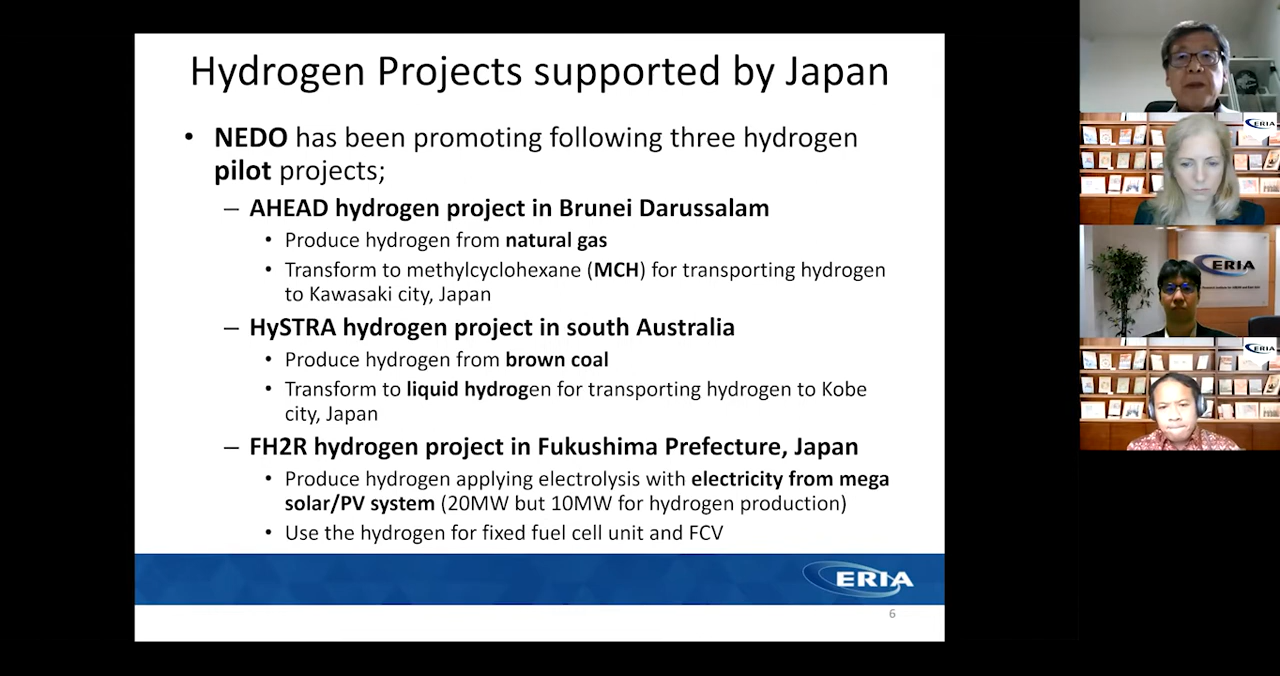 Hydrogen Projects supported by Japan
• NEDO has been promoting following three hydrogen
pilot projects;
– AHEAD hydrogen project in Brunei Darussalam
• Produce hydrogen from natural gas
• Transform to methylcyclohexane (MCH) for transporting hydrogen
to Kawasaki city, Japan
– HySTRA hydrogen project in south Australia
• Produce hydrogen from brown coal
• Transform to liquid hydrogen for transporting hydrogen to Kobe
city, Japan
– FH2R hydrogen project in Fukushima Prefecture, Japan
• Produce hydrogen applying electrolysis with electricity from mega
solar/PV system (20MW but 10MW for hydrogen production)
• Use the hydrogen for fixed fuel cell unit and FCV
ERIA
6
ERIA
ERIA
ERIA